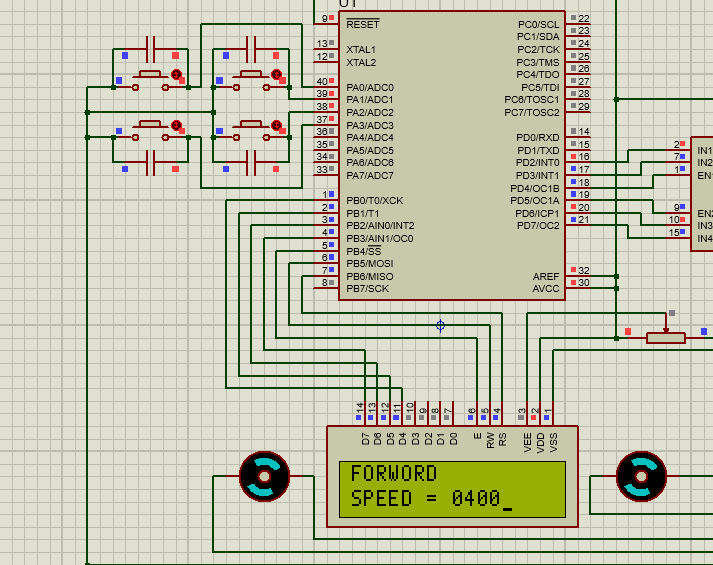 U1
9 RESET
13 XTAL1
12 XTAL2
40 PA0/ADC0
39 PA1/ADC1
38 PA2/ADC2
37 PA3/ADC3
36 PA4/ADC4
35 PA5/ADC5
34 PA6/ADC6
33 PA7/ADC7
1 PB0/T0/XCK
2 PB1/T1
3 PB2/AIN0/INT2
4 PB3/AIN1/OC0
5 PB4/SS
6 PB5/MOSI
7 PB6/MISO
8 PB7/SCK
PC0/SCL 22
PC1/SDA 23
PC2/TCK 24
PC3/TMS 25
PC4/TDO 26
PC5/TDI 27
PC6/TOSC1 28
PC7/TOSC2 29
PD0/RXD 14
PD1/TXD 15
PD2/INT0 16
PD3/INT1 17
PD4/OC1B 18
PD5/OC1A 19
PD6/ICP1 20
PD7/OC2 21
AREF 32
AVCC 30
2 IN1
7 IN2
1 EN1
9 EN2
10 IN3
15 IN4
14 13 12 11 10 9 8 7 6 5 4 3 2 1
D7 D6 D5 D4 D3 D2 D1 D0 E RW RS VEE VDD VSS
FORWORD
SPEED = 0400_